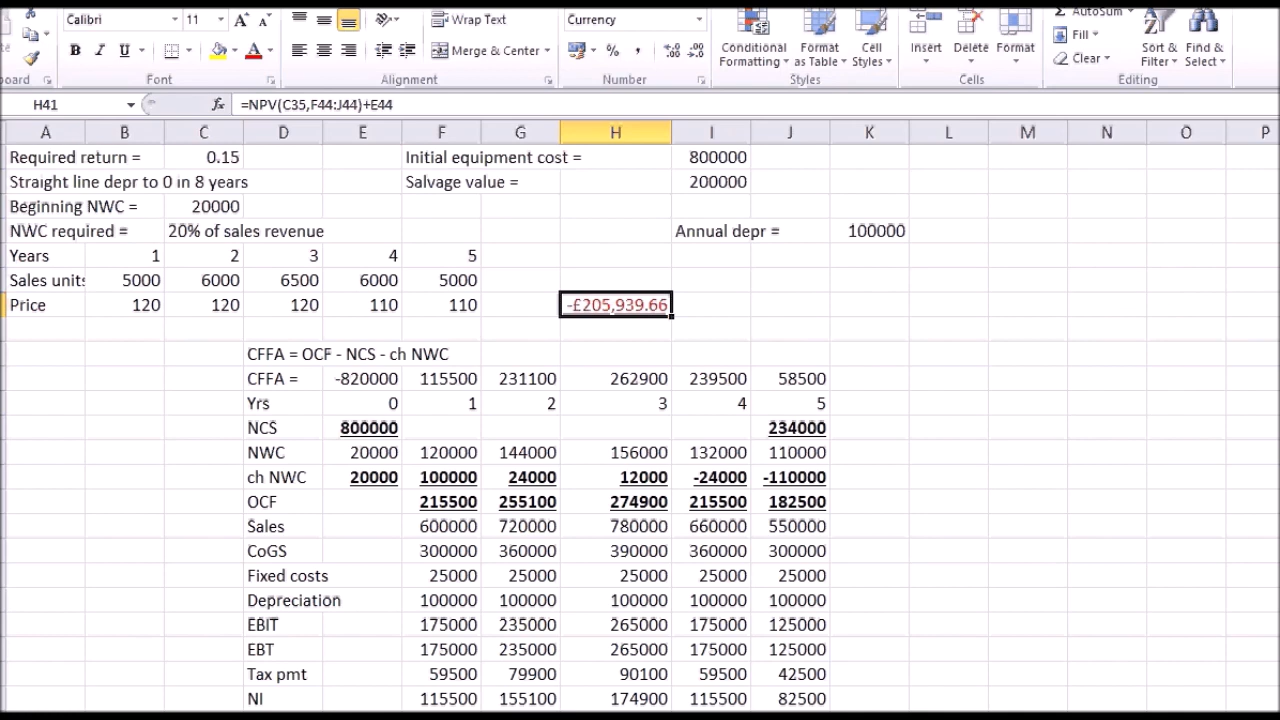 Calibri 11 Wrap Text Currency AutoSum
B I U Merge & Center % , Conditional Formatting Format as Table Cell Styles Insert Delete Format Fill Clear Sort & Filter Find & Select
Font Alignment Number Styles Cells Editing
H41 fx =NPV(C35,F44:J44)+E44
A B C D E F G H I J K L M N O P
Required return = 0.15 Initial equipment cost = 800000
Straight line depr to 0 in 8 years Salvage value = 200000
Beginning NWC = 20000
NWC required = 20% of sales revenue Annual depr = 100000
Years 1 2 3 4 5
Sales units 5000 6000 6500 6000 5000
Price 120 120 120 110 110 -£205,939.66
CFFA = OCF - NCS - ch NWC
CFFA = -820000 115500 231100 262900 239500 58500
Yrs 0 1 2 3 4 5
NCS 800000 234000
NWC 20000 120000 144000 156000 132000 110000
ch NWC 20000 100000 24000 12000 -24000 -110000
OCF 215500 255100 274900 215500 182500
Sales 600000 720000 780000 660000 550000
CoGS 300000 360000 390000 360000 300000
Fixed costs 25000 25000 25000 25000 25000
Depreciation 100000 100000 100000 100000 100000
EBIT 175000 235000 265000 175000 125000
EBT 175000 235000 265000 175000 125000
Tax pmt 59500 79900 90100 59500 42500
NI 115500 155100 174900 115500 82500